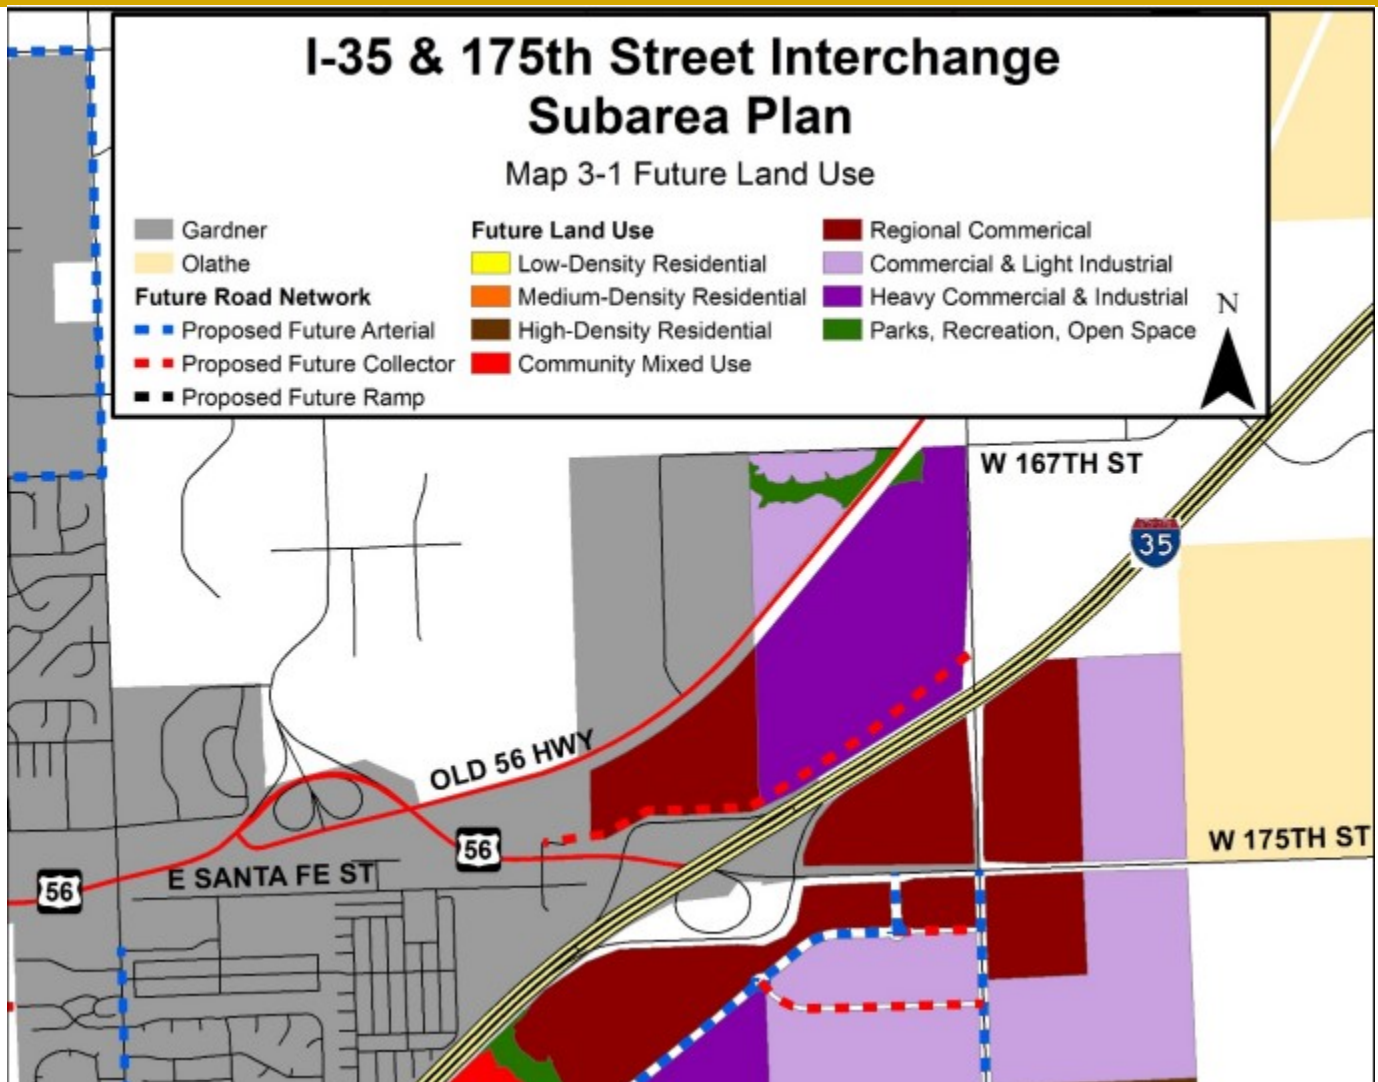 I-35 & 175th Street Interchange
Subarea Plan
Map 3-1 Future Land Use
Gardner
Olathe
Future Road Network
Proposed Future Arterial
Proposed Future Collector
Proposed Future Ramp
Future Land Use
Low-Density Residential
Medium-Density Residential
High-Density Residential
Community Mixed Use
Regional Commerical
Commercial & Light Industrial
Heavy Commercial & Industrial
Parks, Recreation, Open Space
N
W 167TH ST
35
OLD 56 HWY
56
W 175TH ST
E SANTA FE ST
56